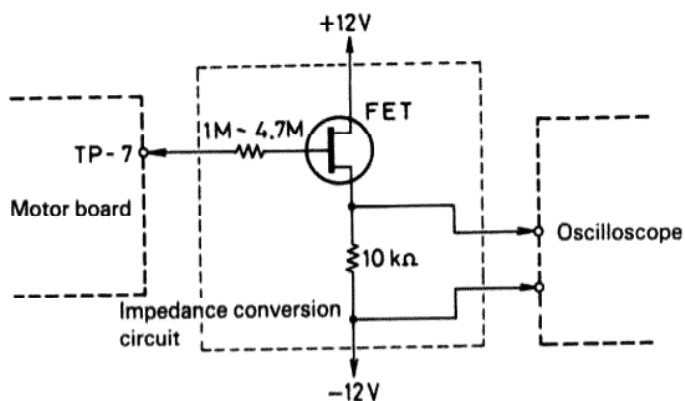 +12V
FET
1M~4.7M
TP-7
Motor board
Oscilloscope
10 kΩ
Impedance conversion
circuit
-12V